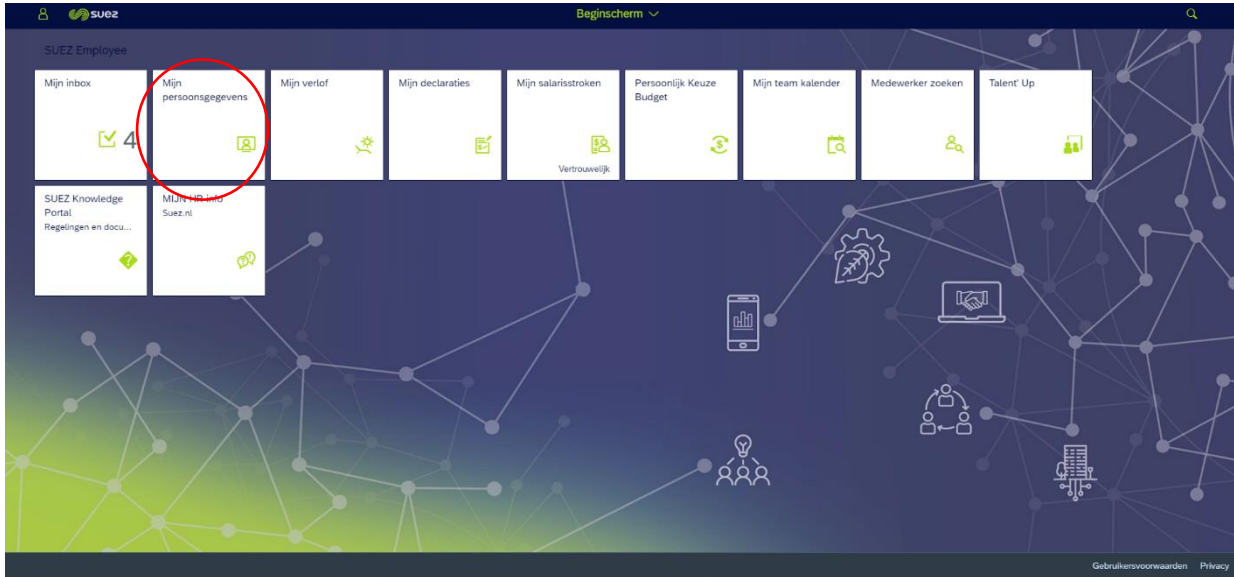 suez
Beginscherm
SUEZ Employee
Mijn inbox
4
Mijn
persoonsgegevens
Mijn verlof
Mijn declaraties
Mijn salarisstroken
Vertrouwelijk
Persoonlijk Keuze
Budget
Mijn team kalender
Medewerker zoeken
Talent' Up
SUEZ Knowledge
Portal
Regelingen en docu...
MIJN HR info
Suez.nl
Gebruikersvoorwaarden Privacy